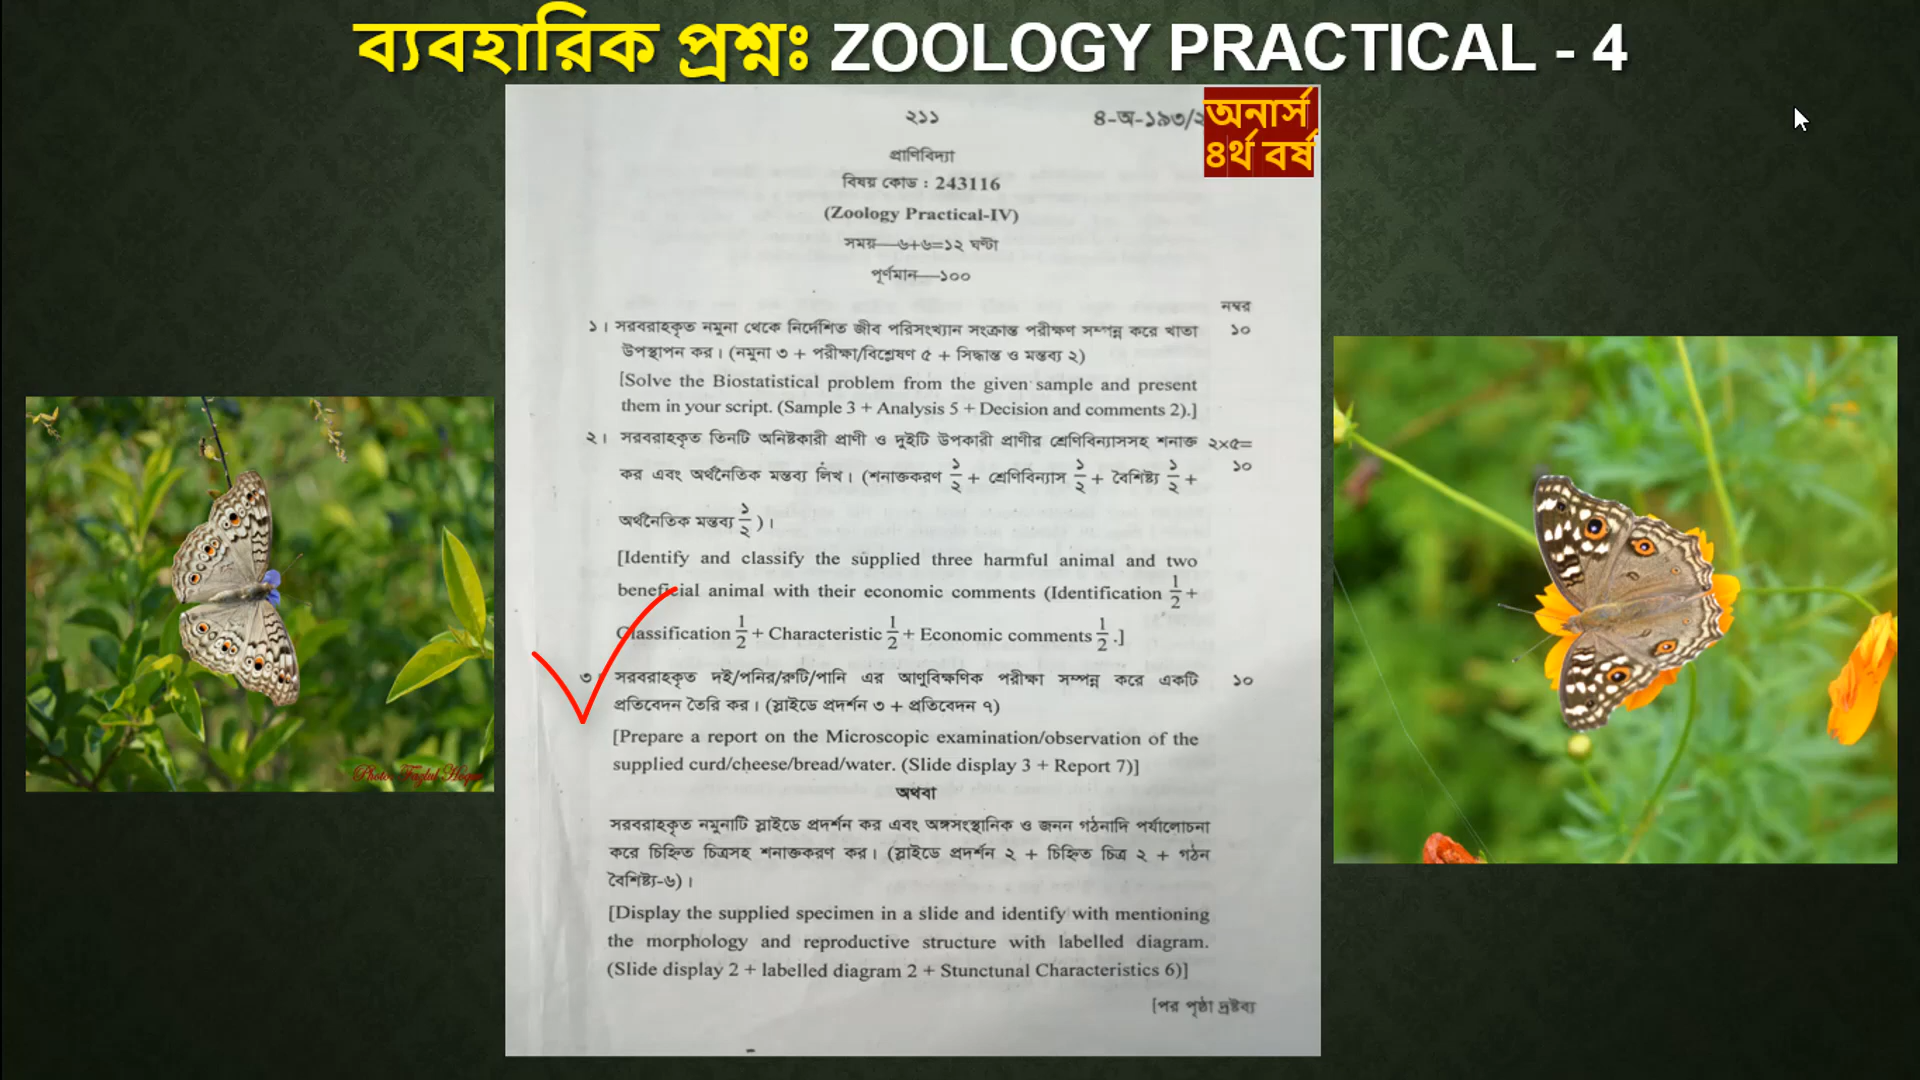 ব্যবহারিক প্রশ্নঃ ZOOLOGY PRACTICAL - 4
২১১
৪-অ-১৯৩/২
অনার্স
৪র্থ বর্ষ
প্রাণিবিদ্যা
বিষয় কোড : 243116
(Zoology Practical-IV)
সময়—৬+৬=১২ ঘণ্টা
পূর্ণমান—১০০
নম্বর
১। সরবরাহকৃত নমুনা থেকে নির্দেশিত জীব পরিসংখ্যান সংক্রান্ত পরীক্ষণ সম্পন্ন করে খাতা ১০
উপস্থাপন কর। (নমুনা ৩ + পরীক্ষা/বিশ্লেষণ ৫ + সিদ্ধান্ত ও মন্তব্য ২)
[Solve the Biostatistical problem from the given sample and present
them in your script. (Sample 3 + Analysis 5 + Decision and comments 2).]
২। সরবরাহকৃত তিনটি অনিষ্টকারী প্রাণী ও দুইটি উপকারী প্রাণীর শ্রেণিবিন্যাসসহ শনাক্ত ২×৫=
কর এবং অর্থনৈতিক মন্তব্য লিখ। (শনাক্তকরণ ১/২ + শ্রেণিবিন্যাস ১/২ + বৈশিষ্ট্য ১/২ + ১০
অর্থনৈতিক মন্তব্য ১/২)।
[Identify and classify the supplied three harmful animal and two
beneficial animal with their economic comments (Identification 1/2 +
Classification 1/2 + Characteristic 1/2 + Economic comments 1/2 .]
৩। সরবরাহকৃত দই/পনির/রুটি/পানি এর আণুবিক্ষণিক পরীক্ষা সম্পন্ন করে একটি ১০
প্রতিবেদন তৈরি কর। (স্লাইডে প্রদর্শন ৩ + প্রতিবেদন ৭)
[Prepare a report on the Microscopic examination/observation of the
supplied curd/cheese/bread/water. (Slide display 3 + Report 7)]
অথবা
সরবরাহকৃত নমুনাটি স্লাইডে প্রদর্শন কর এবং অঙ্গসংস্থানিক ও জনন গঠনাদি পর্যালোচনা
করে চিহ্নিত চিত্রসহ শনাক্তকরণ কর। (স্লাইডে প্রদর্শন ২ + চিহ্নিত চিত্র ২ + গঠন
বৈশিষ্ট্য-৬)।
[Display the supplied specimen in a slide and identify with mentioning
the morphology and reproductive structure with labelled diagram.
(Slide display 2 + labelled diagram 2 + Stunctunal Characteristics 6)]
[পর পৃষ্ঠা দ্রষ্টব্য
Photo: Fazlul Hoque